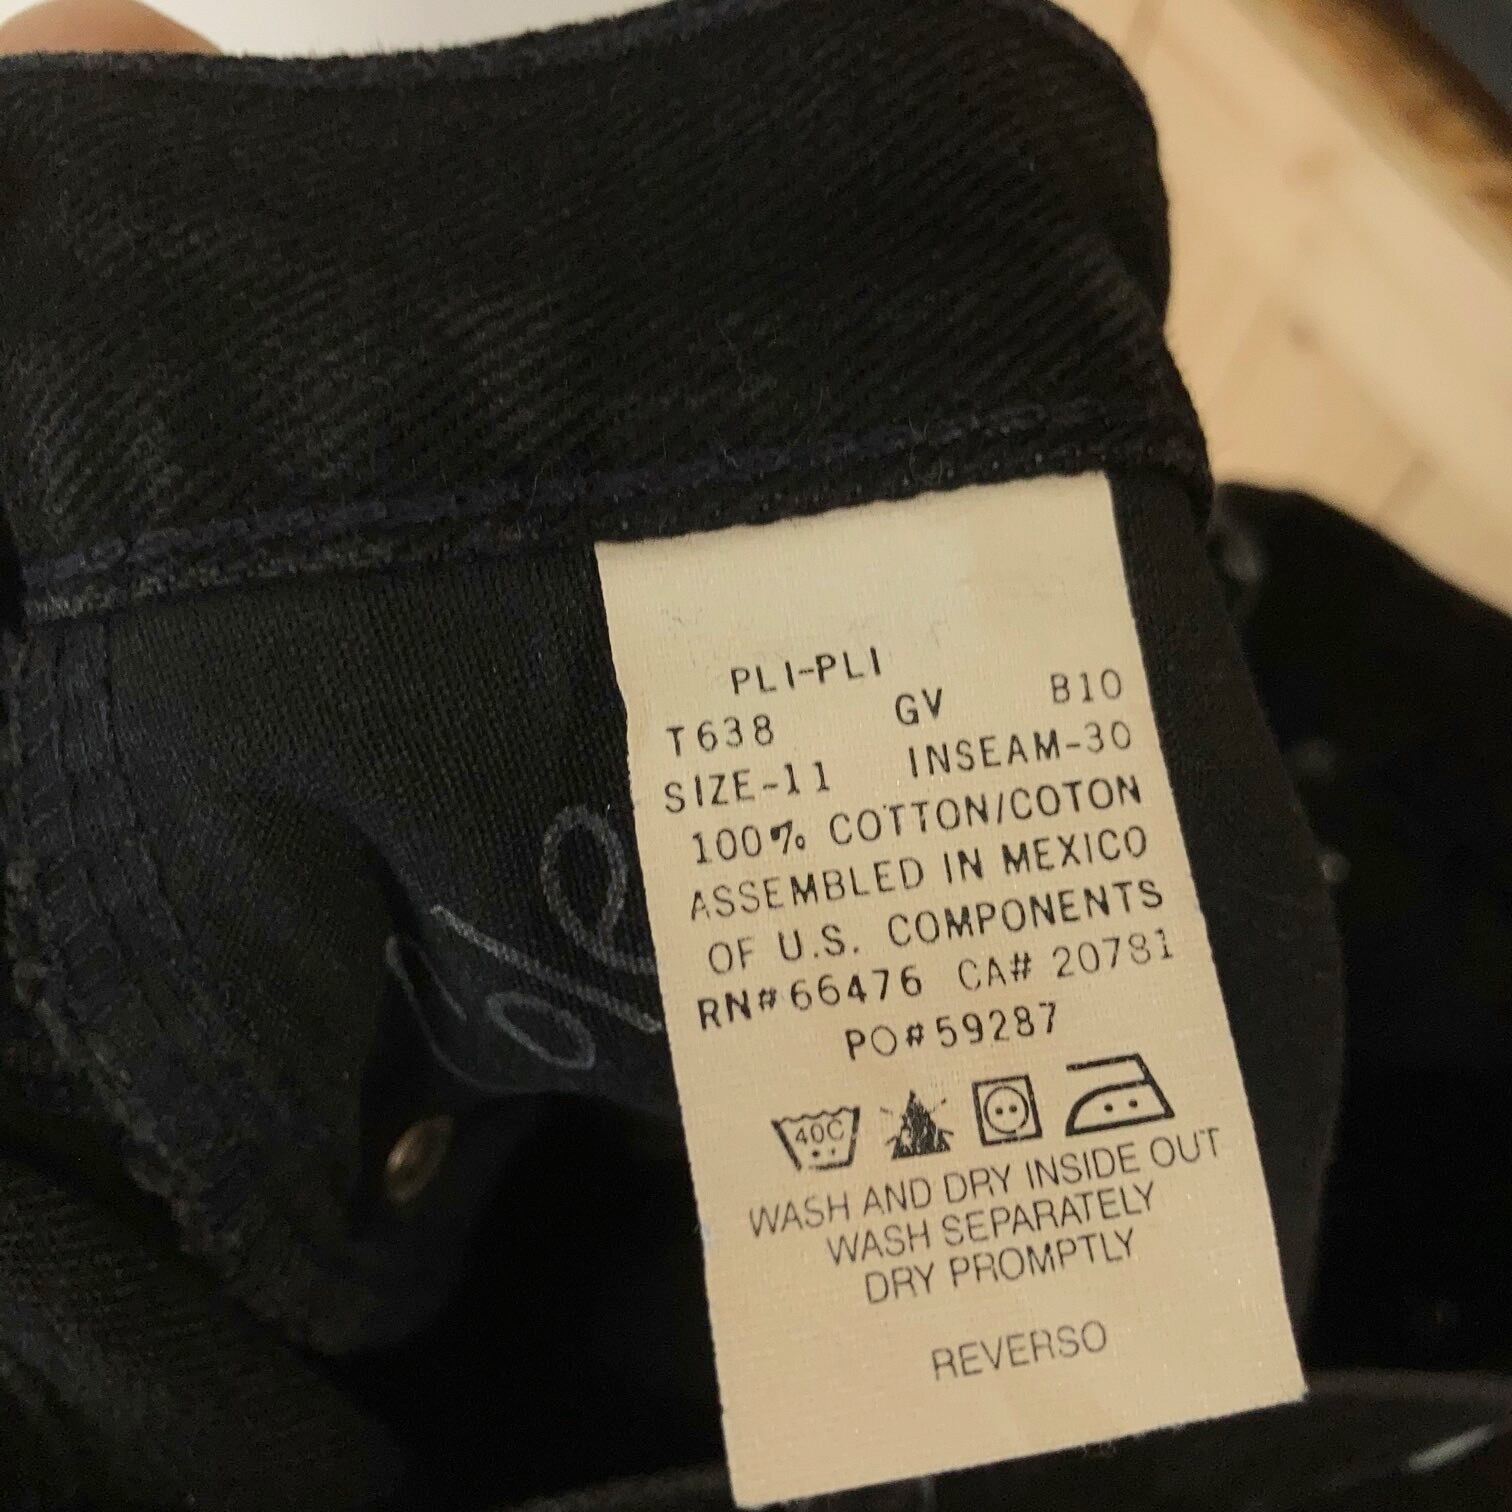 PLI-PLI
T638 GV B10
SIZE-11 INSEAM-30
100% COTTON/COTON
ASSEMBLED IN MEXICO
OF U.S. COMPONENTS
RN#66476 CA# 20781
PO#59287
40C
WASH AND DRY INSIDE OUT
WASH SEPARATELY
DRY PROMPTLY
REVERSO